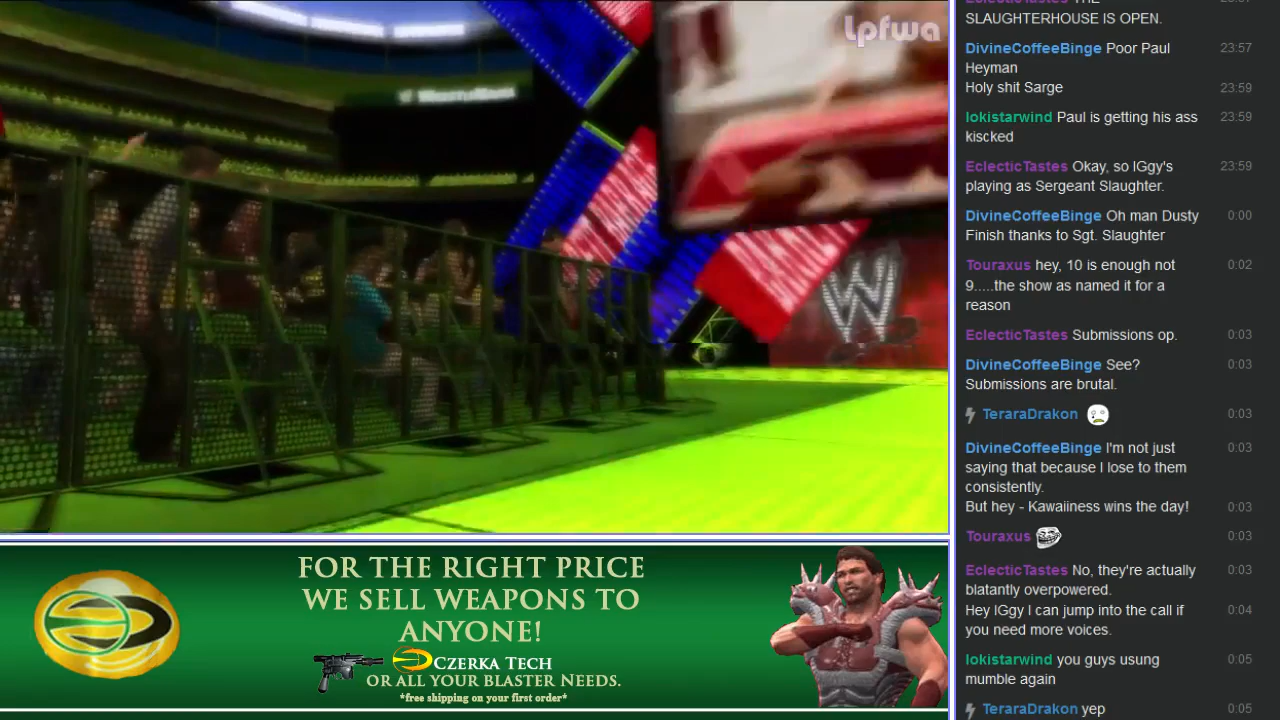 lpfwa
W
FOR THE RIGHT PRICE
WE SELL WEAPONS TO
ANYONE!
CZERKA TECH
OR ALL YOUR BLASTER NEEDS.
*free shipping on your first order*
SLAUGHTERHOUSE IS OPEN.
DivineCoffeeBinge Poor Paul 23:57
Heyman
Holy shit Sarge 23:59
lokistarwind Paul is getting his ass 23:59
kiscked
EclecticTastes Okay, so IGgy's 23:59
playing as Sergeant Slaughter.
DivineCoffeeBinge Oh man Dusty 0:00
Finish thanks to Sgt. Slaughter
Touraxus hey, 10 is enough not 0:02
9.....the show as named it for a
reason
EclecticTastes Submissions op. 0:03
DivineCoffeeBinge See? 0:03
Submissions are brutal.
TeraraDrakon 0:03
DivineCoffeeBinge I'm not just 0:03
saying that because I lose to them
consistently.
But hey - Kawaiiness wins the day! 0:03
Touraxus 0:03
EclecticTastes No, they're actually 0:03
blatantly overpowered.
Hey IGgy I can jump into the call if 0:04
you need more voices.
lokistarwind you guys usung 0:05
mumble again
TeraraDrakon yep 0:05